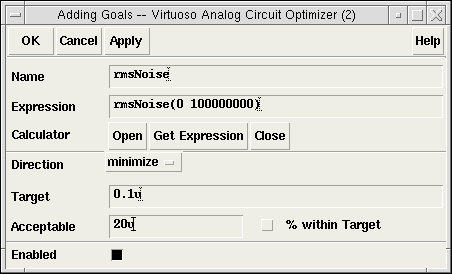 Adding Goals -- Virtuoso Analog Circuit Optimizer (2)
OK Cancel Apply Help
Name rmsNoise
Expression rmsNoise(0 100000000)
Calculator Open Get Expression Close
Direction minimize
Target 0.1u
Acceptable 20u % within Target
Enabled